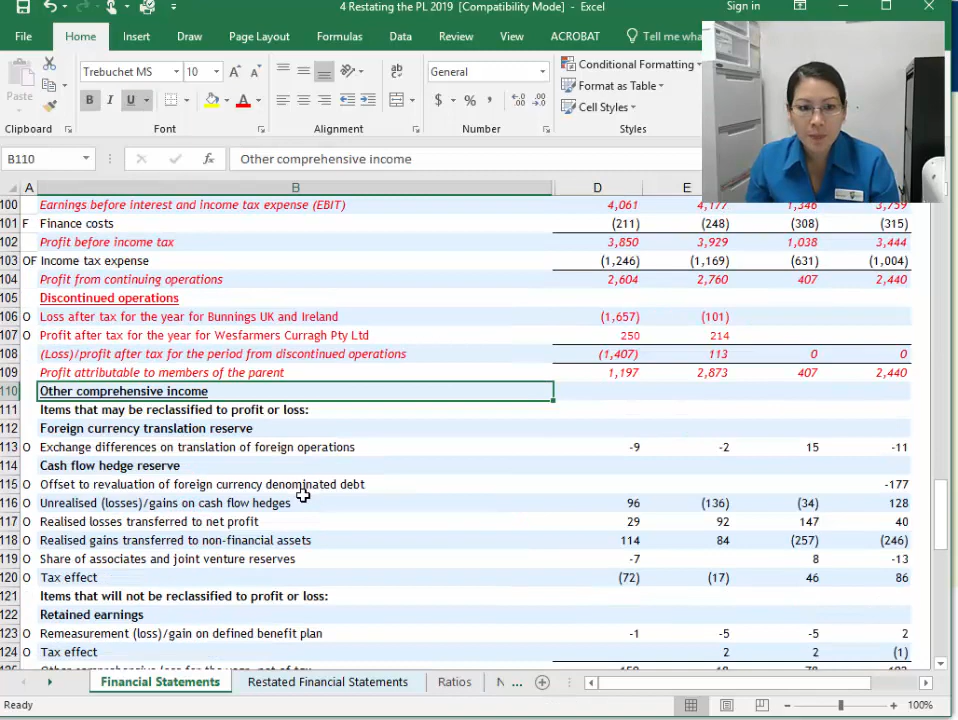 4 Restating the PL 2019 [Compatibility Mode] - Excel
Sign in
File Home Insert Draw Page Layout Formulas Data Review View ACROBAT Tell me
Paste
Trebuchet MS 10
B I U
General
$ % ,
Conditional Formatting
Format as Table
Cell Styles
Clipboard Font Alignment Number Styles
B110 fx Other comprehensive income
A B D E
100 Earnings before interest and income tax expense (EBIT) 4,061 4,177 1,346 3,759
101 F Finance costs (211) (248) (308) (315)
102 Profit before income tax 3,850 3,929 1,038 3,444
103 OF Income tax expense (1,246) (1,169) (631) (1,004)
104 Profit from continuing operations 2,604 2,760 407 2,440
105 Discontinued operations
106 O Loss after tax for the year for Bunnings UK and Ireland (1,657) (101)
107 O Profit after tax for the year for Wesfarmers Curragh Pty Ltd 250 214
108 (Loss)/profit after tax for the period from discontinued operations (1,407) 113 0 0
109 Profit attributable to members of the parent 1,197 2,873 407 2,440
110 Other comprehensive income
111 Items that may be reclassified to profit or loss:
112 Foreign currency translation reserve
113 O Exchange differences on translation of foreign operations -9 -2 15 -11
114 Cash flow hedge reserve
115 O Offset to revaluation of foreign currency denominated debt -177
116 O Unrealised (losses)/gains on cash flow hedges 96 (136) (34) 128
117 O Realised losses transferred to net profit 29 92 147 40
118 O Realised gains transferred to non-financial assets 114 84 (257) (246)
119 O Share of associates and joint venture reserves -7 8 -13
120 O Tax effect (72) (17) 46 86
121 Items that will not be reclassified to profit or loss:
122 Retained earnings
123 O Remeasurement (loss)/gain on defined benefit plan -1 -5 -5 2
124 O Tax effect 2 2 (1)
Financial Statements Restated Financial Statements Ratios N ...
Ready 100%